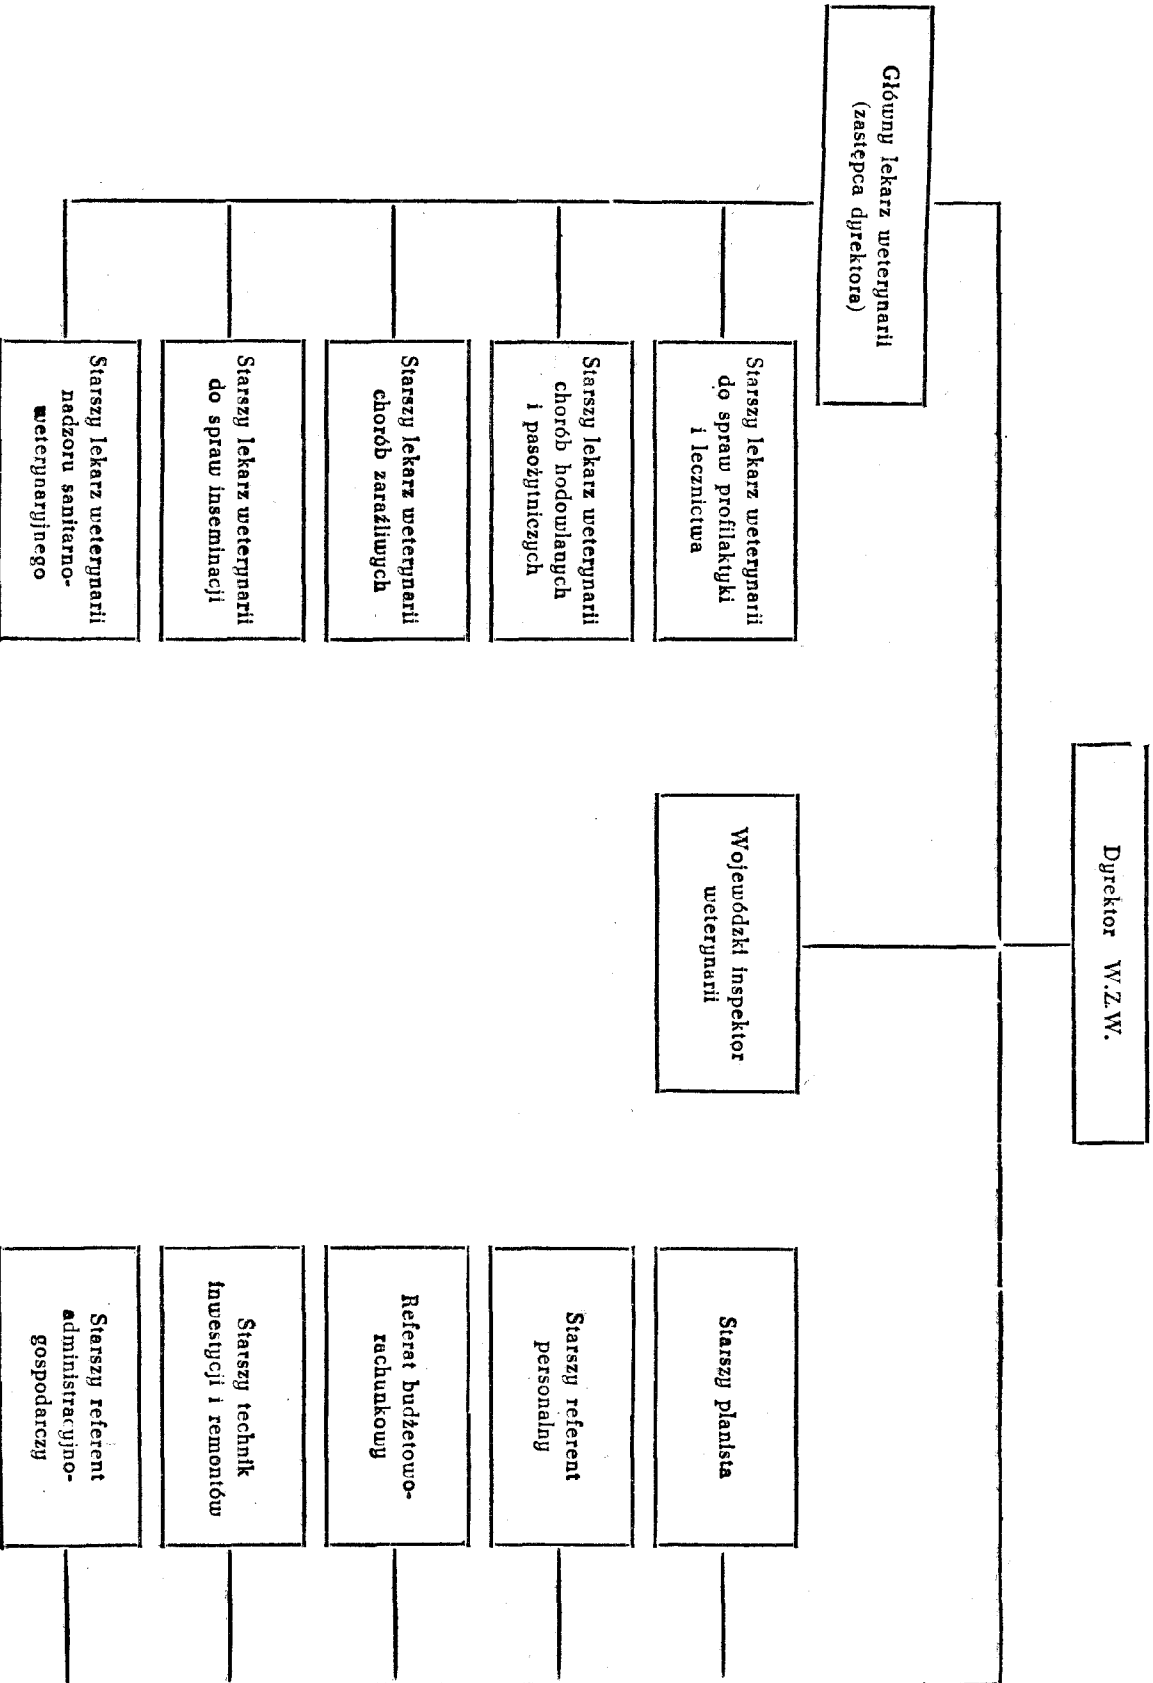 Dyrektor W.Z.W.
Główny lekarz weterynarii
(zastępca dyrektora)
Wojewódzki inspektor
weterynarii
Starszy lekarz weterynarii
do spraw profilaktyki
i lecznictwa
Starszy lekarz weterynarii
chorób hodowlanych
i pasożytniczych
Starszy lekarz weterynarii
chorób zaraźliwych
Starszy lekarz weterynarii
do spraw inseminacji
Starszy lekarz weterynarii
nadzoru sanitarno-
weterynaryjnego
Starszy planista
Starszy referent
personalny
Referat budżetowo-
rachunkowy
Starszy technik
inwestycji i remontów
Starszy referent
administracyjno-
gospodarczy